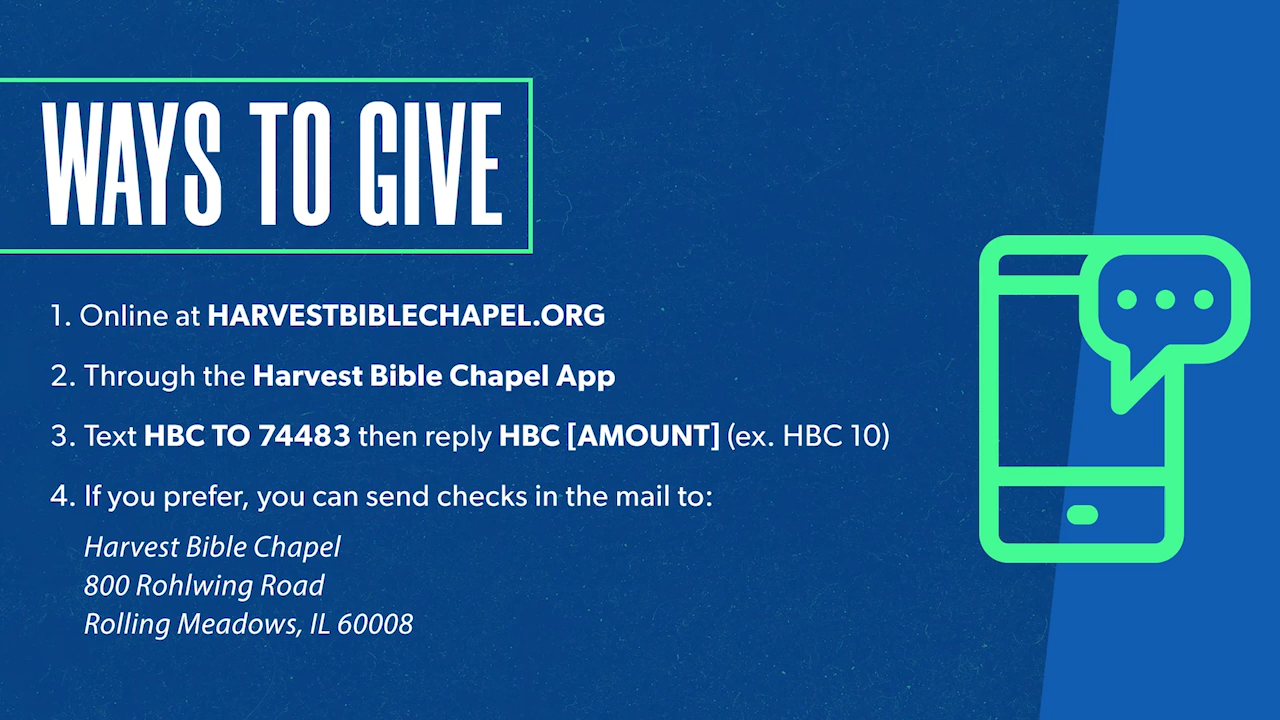 WAYS TO GIVE
1. Online at HARVESTBIBLECHAPEL.ORG
2. Through the Harvest Bible Chapel App
3. Text HBC TO 74483 then reply HBC [AMOUNT] (ex. HBC 10)
4. If you prefer, you can send checks in the mail to:
Harvest Bible Chapel
800 Rohlwing Road
Rolling Meadows, IL 60008